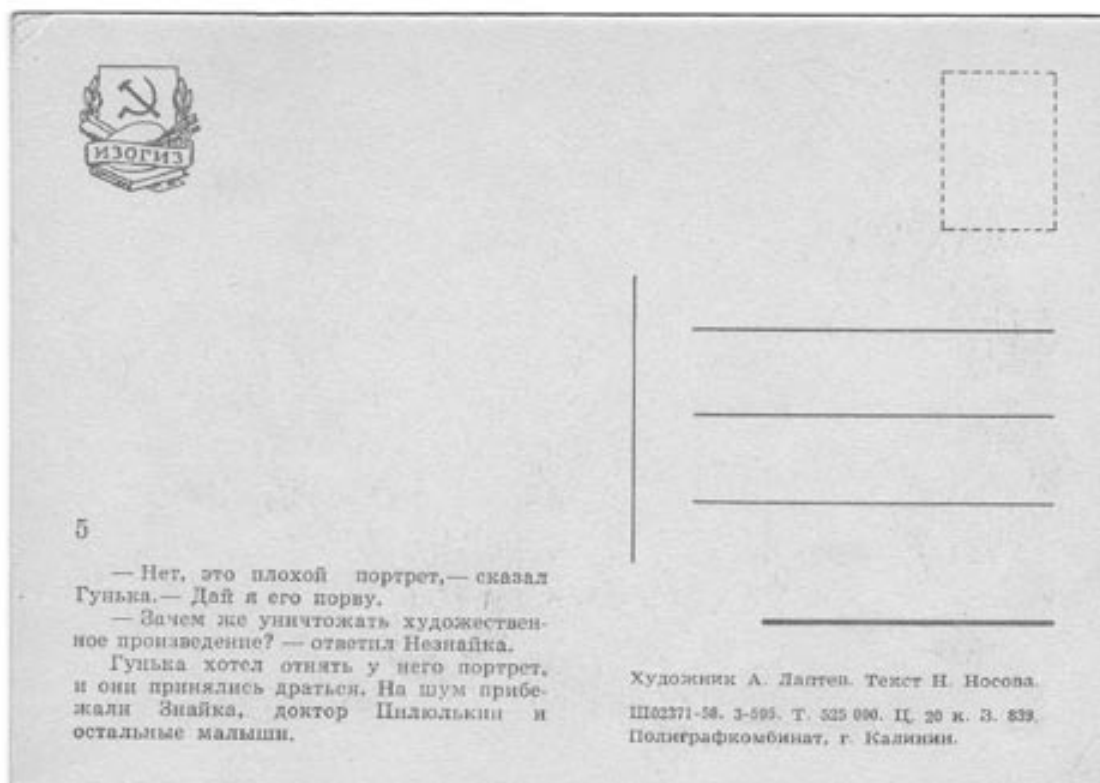 ИЗОГИЗ
5
— Нет, это плохой портрет,— сказал
Гунька.— Дай я его порву.
— Зачем же уничтожать художествен-
ное произведение? — ответил Незнайка.
Гунька хотел отнять у него портрет,
и они принялись драться. На шум прибе-
жали Знайка, доктор Пилюлькин и
остальные малыши.
Художник А. Лаптев. Текст Н. Носова.
Ш02371-58. 3-595. Т. 525 000. Ц. 20 к. З. 839.
Полиграфкомбинат, г. Калинин.